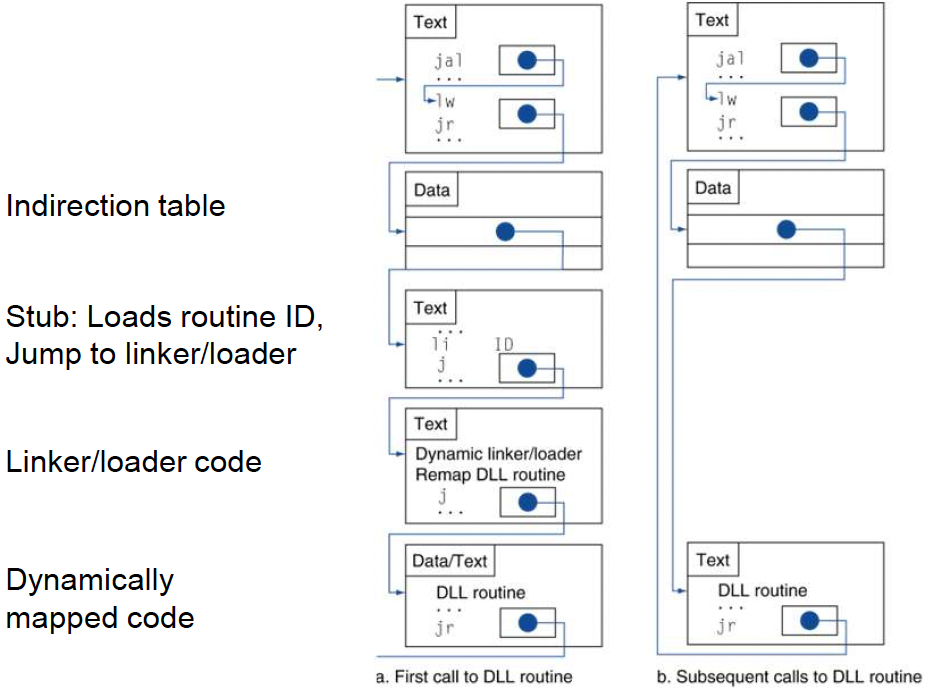 Text
jal
...
lw
jr
...
Text
jal
...
lw
jr
...
Indirection table
Data
Data
Stub: Loads routine ID,
Jump to linker/loader
Text
...
li ID
j
...
Linker/loader code
Text
Dynamic linker/loader
Remap DLL routine
j
...
Dynamically
mapped code
Data/Text
DLL routine
...
jr
Text
DLL routine
...
jr
a. First call to DLL routine
b. Subsequent calls to DLL routine